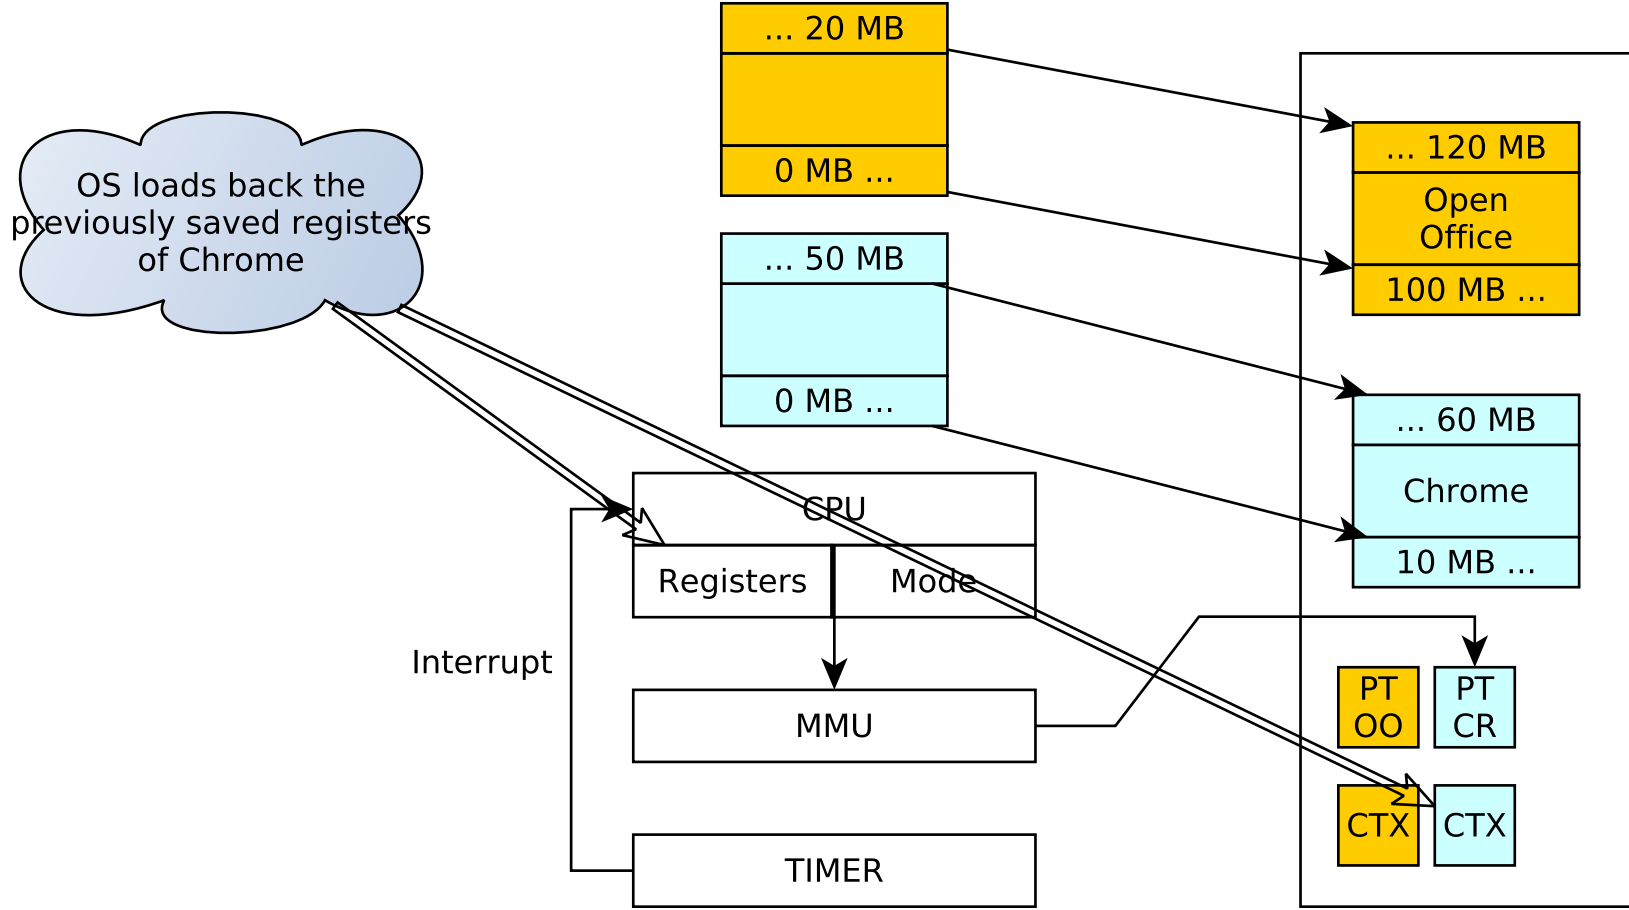 ... 20 MB
0 MB ...
OS loads back the
previously saved registers
of Chrome
... 50 MB
0 MB ...
... 120 MB
Open
Office
100 MB ...
... 60 MB
Chrome
10 MB ...
CPU
Registers
Mode
Interrupt
MMU
TIMER
PT
OO
PT
CR
CTX
CTX